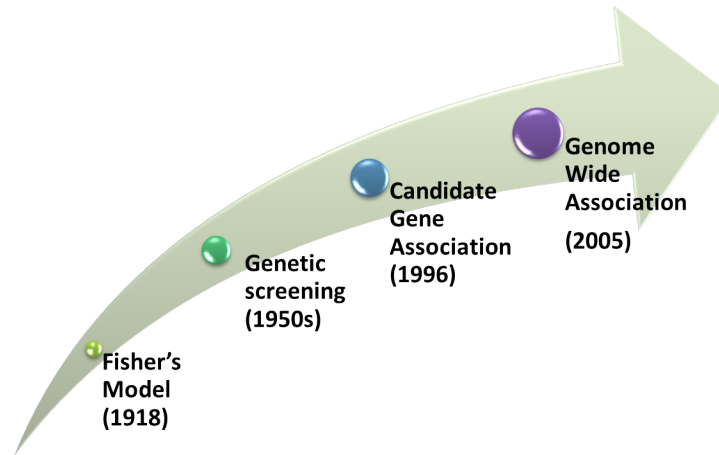 Fisher’s
Model
(1918)
Genetic
screening
(1950s)
Candidate
Gene
Association
(1996)
Genome
Wide
Association
(2005)